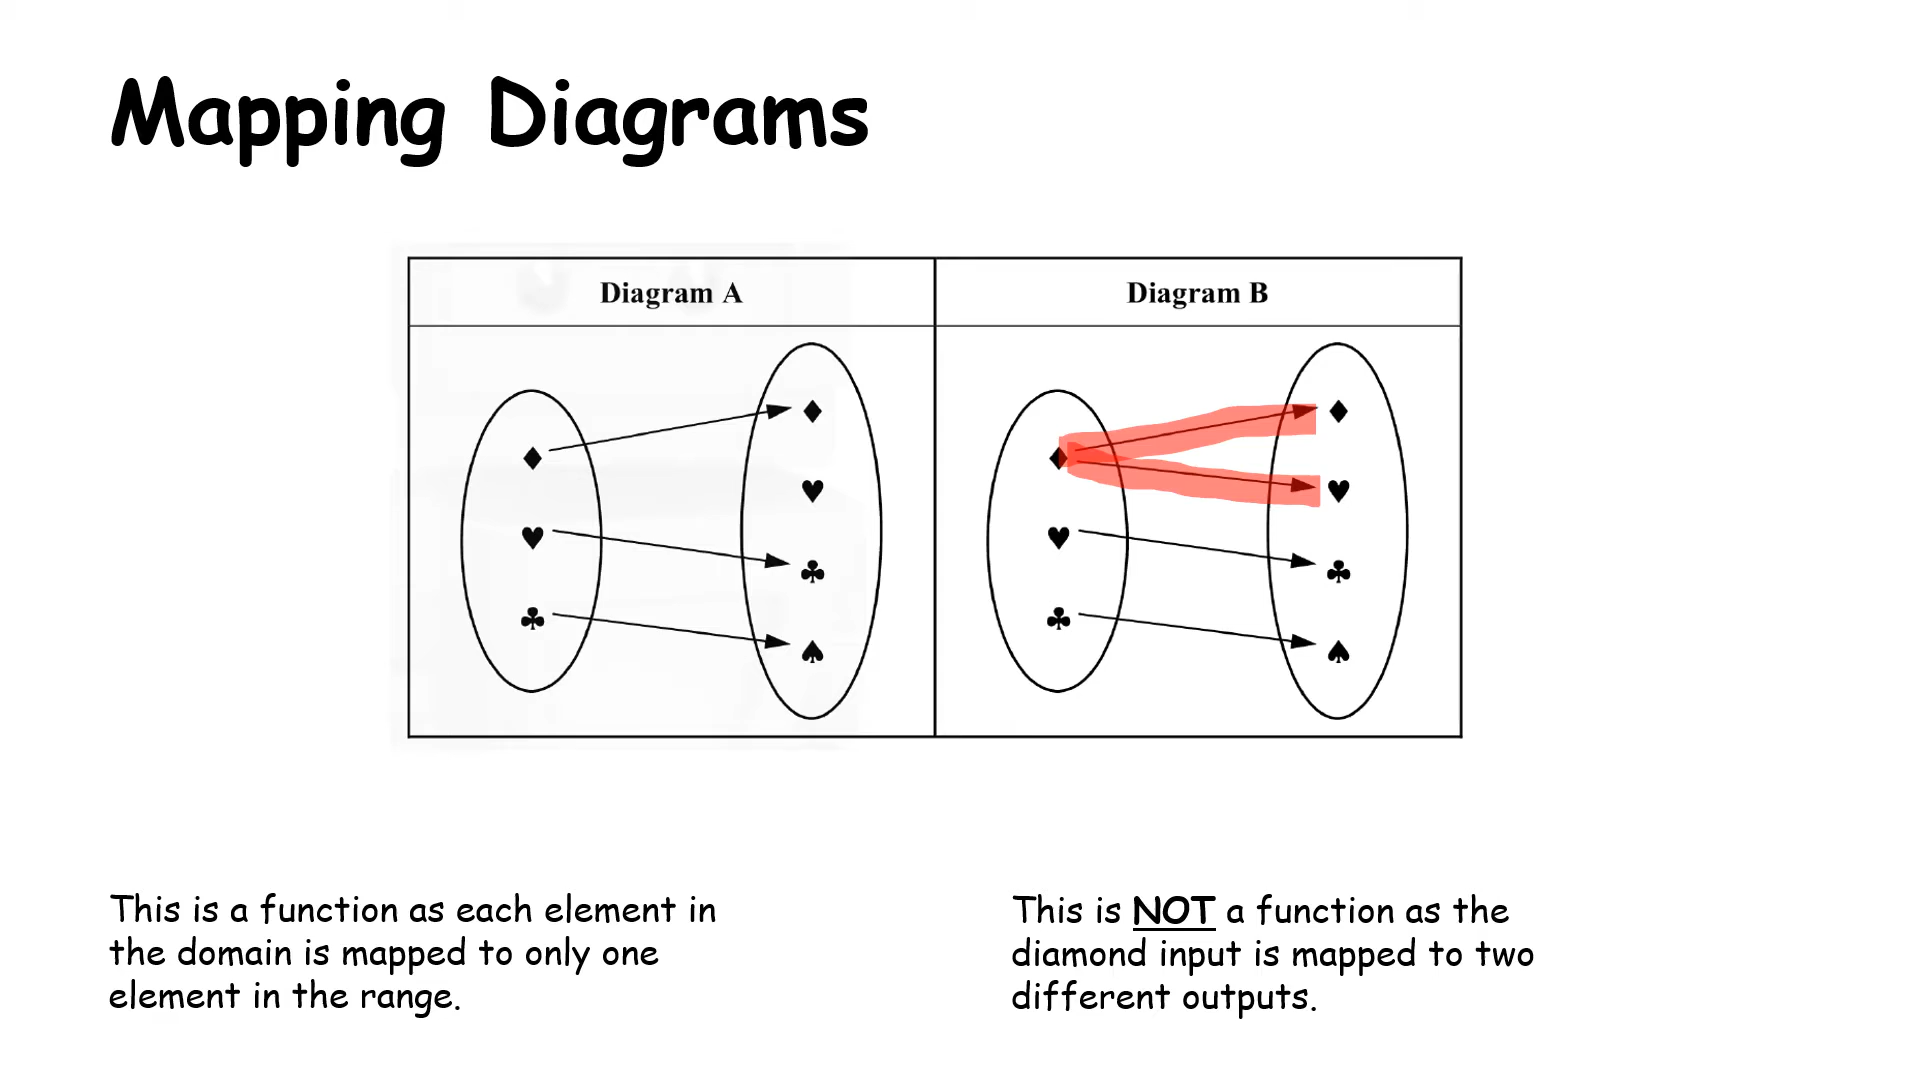 Mapping Diagrams
Diagram A
Diagram B
This is a function as each element in
the domain is mapped to only one
element in the range.
This is NOT a function as the
diamond input is mapped to two
different outputs.